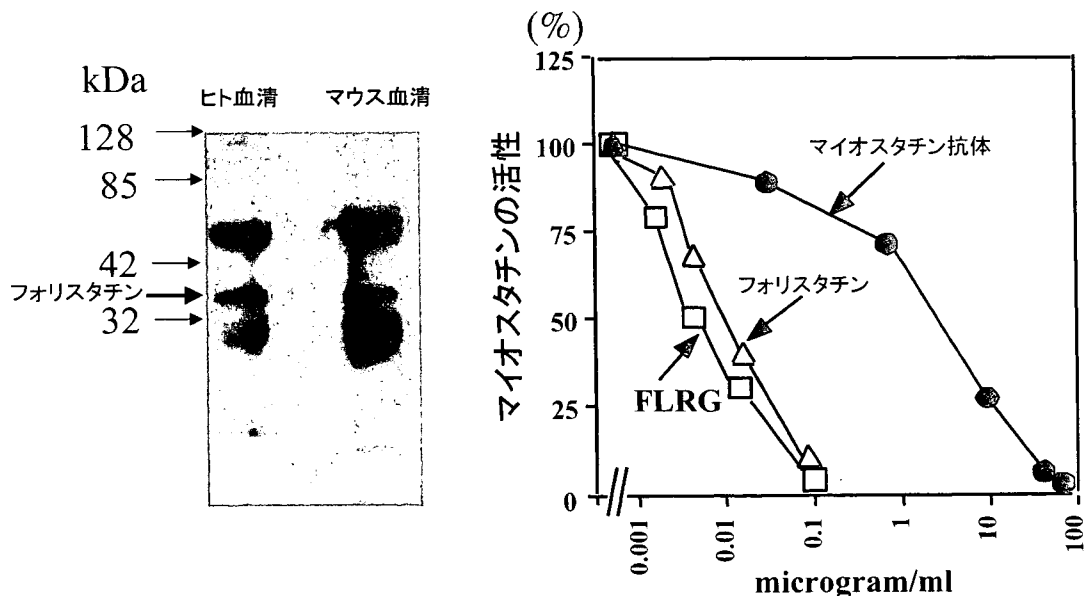 kDa
ヒト血清
マウス血清
128
85
42
フォリスタチン
32
(%)
125
100
75
50
25
0
マイオスタチンの活性
マイオスタチン抗体
フォリスタチン
FLRG
0.001
0.01
0.1
1
10
100
microgram/ml